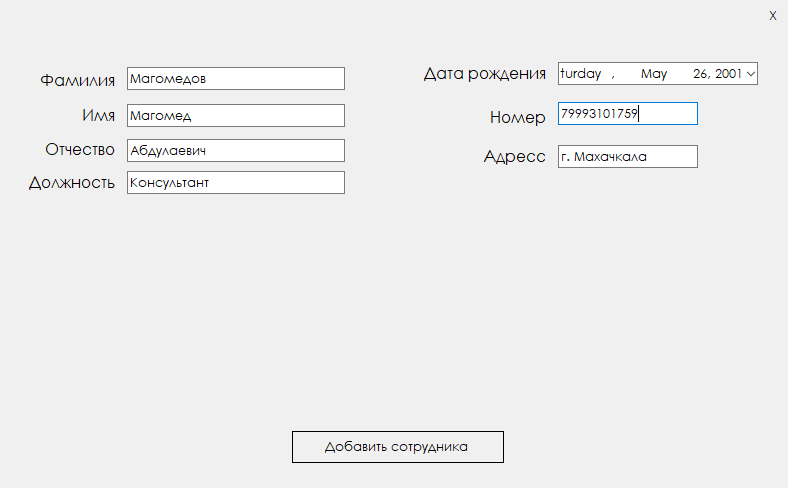 X
Фамилия Магомедов
Имя Магомед
Отчество Абдулаевич
Должность Консультант
Дата рождения turday , May 26, 2001
Номер 79993101759
Адресс г. Махачкала
Добавить сотрудника